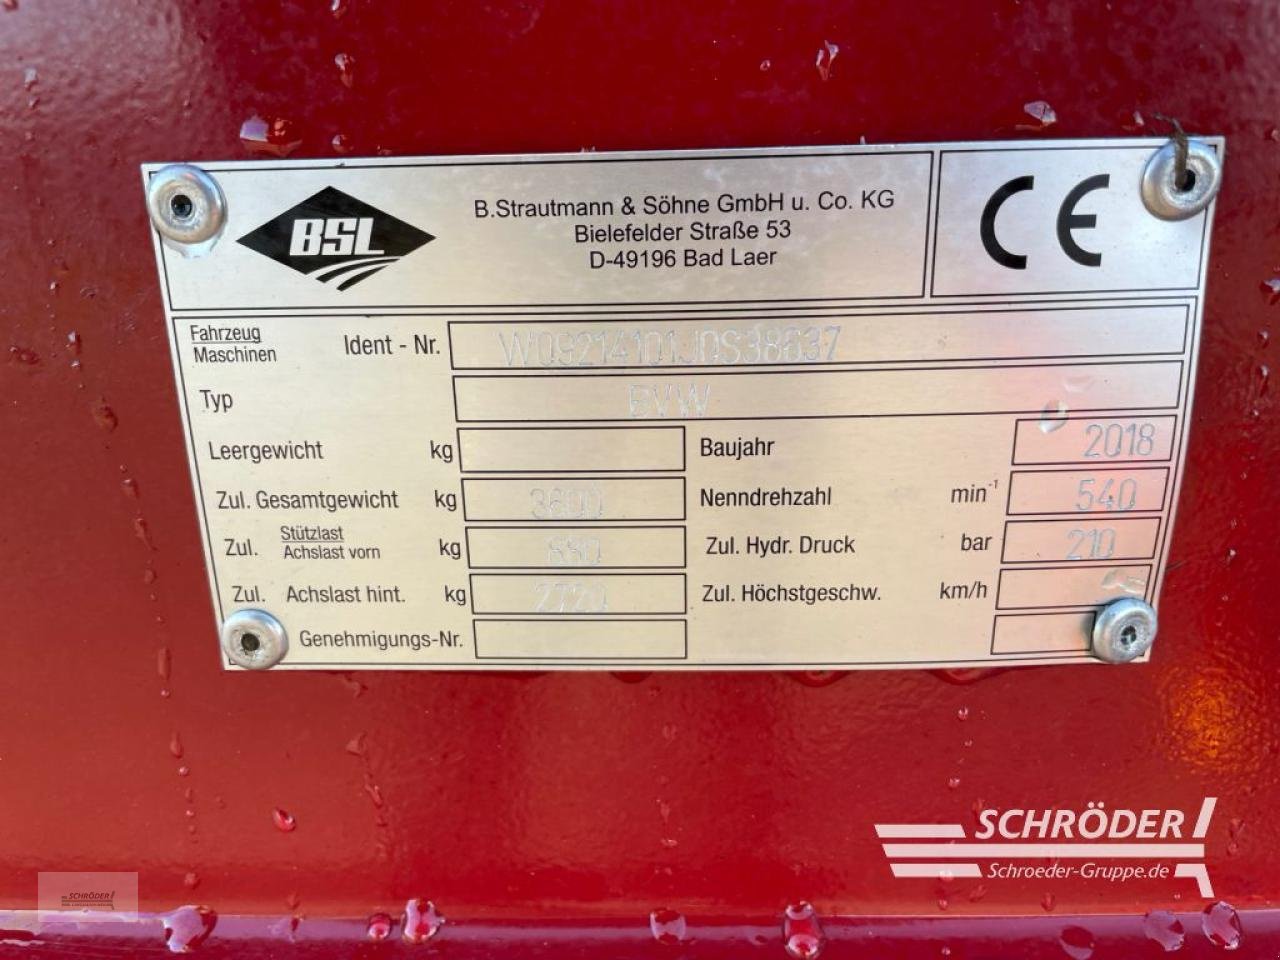 BSL
B.Strautmann & Söhne GmbH u. Co. KG
Bielefelder Straße 53
D-49196 Bad Laer
CE
Fahrzeug
Maschinen
Ident - Nr. W09214101J0S38637
Typ BVW
Leergewicht kg
Baujahr 2018
Zul. Gesamtgewicht kg 3600
Nenndrehzahl min⁻¹ 540
Zul. Stützlast
Achslast vorn kg 880
Zul. Hydr. Druck bar 210
Zul. Achslast hint. kg 2720
Zul. Höchstgeschw. km/h
Genehmigungs-Nr.
SCHRÖDER
Schroeder-Gruppe.de
SCHRÖDER